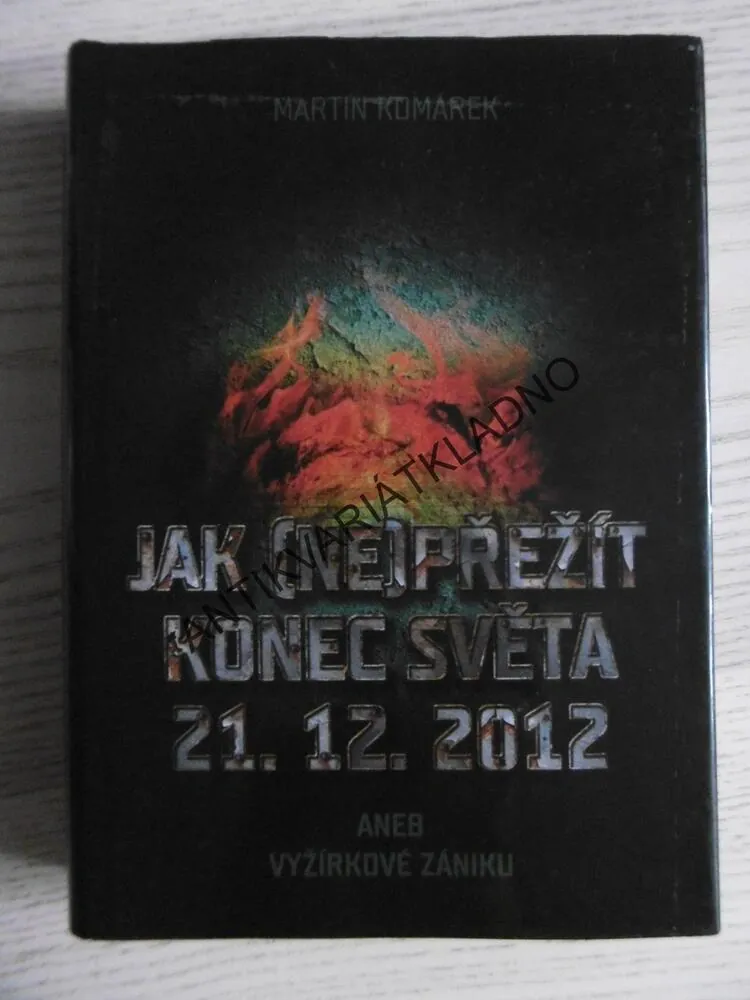 MARTIN KOMÁREK
JAK (NE)PŘEŽÍT
KONEC SVĚTA
21. 12. 2012
ANEB
VYŽÍRKOVÉ ZÁNIKU
ANTIKVARIÁTKLADNO